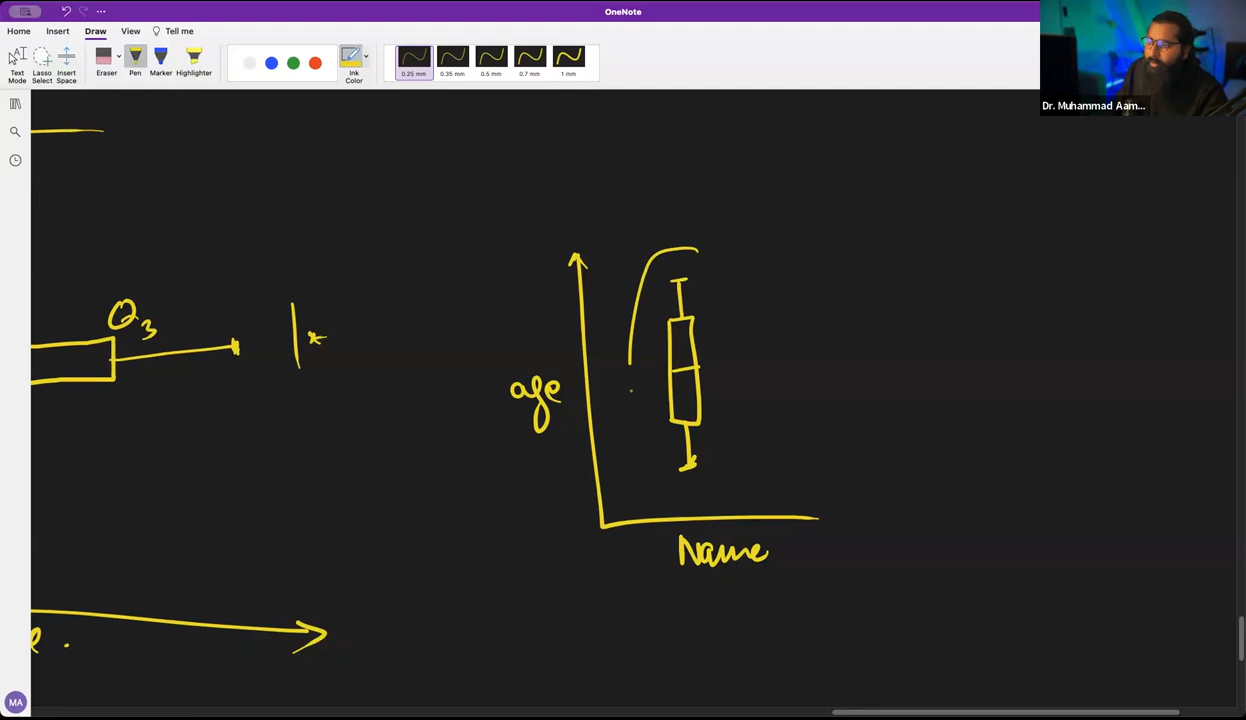 OneNote
Home Insert Draw View Tell me
Text Mode Lasso Select Insert Space Eraser Pen Marker Highlighter Ink Color 0.25 mm 0.35 mm 0.5 mm 0.7 mm 1 mm
Dr. Muhammad Aam...
Q3
age
Name
MA